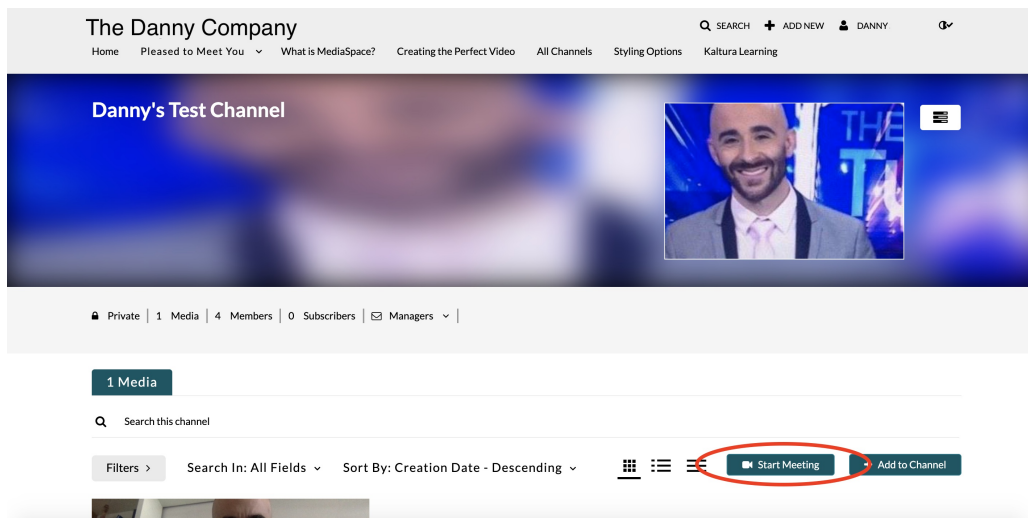 The Danny Company
SEARCH ADD NEW DANNY
Home Pleased to Meet You What is MediaSpace? Creating the Perfect Video All Channels Styling Options Kaltura Learning
Danny's Test Channel
THE
Private 1 Media 4 Members 0 Subscribers Managers
1 Media
Search this channel
Filters > Search In: All Fields Sort By: Creation Date - Descending Start Meeting + Add to Channel